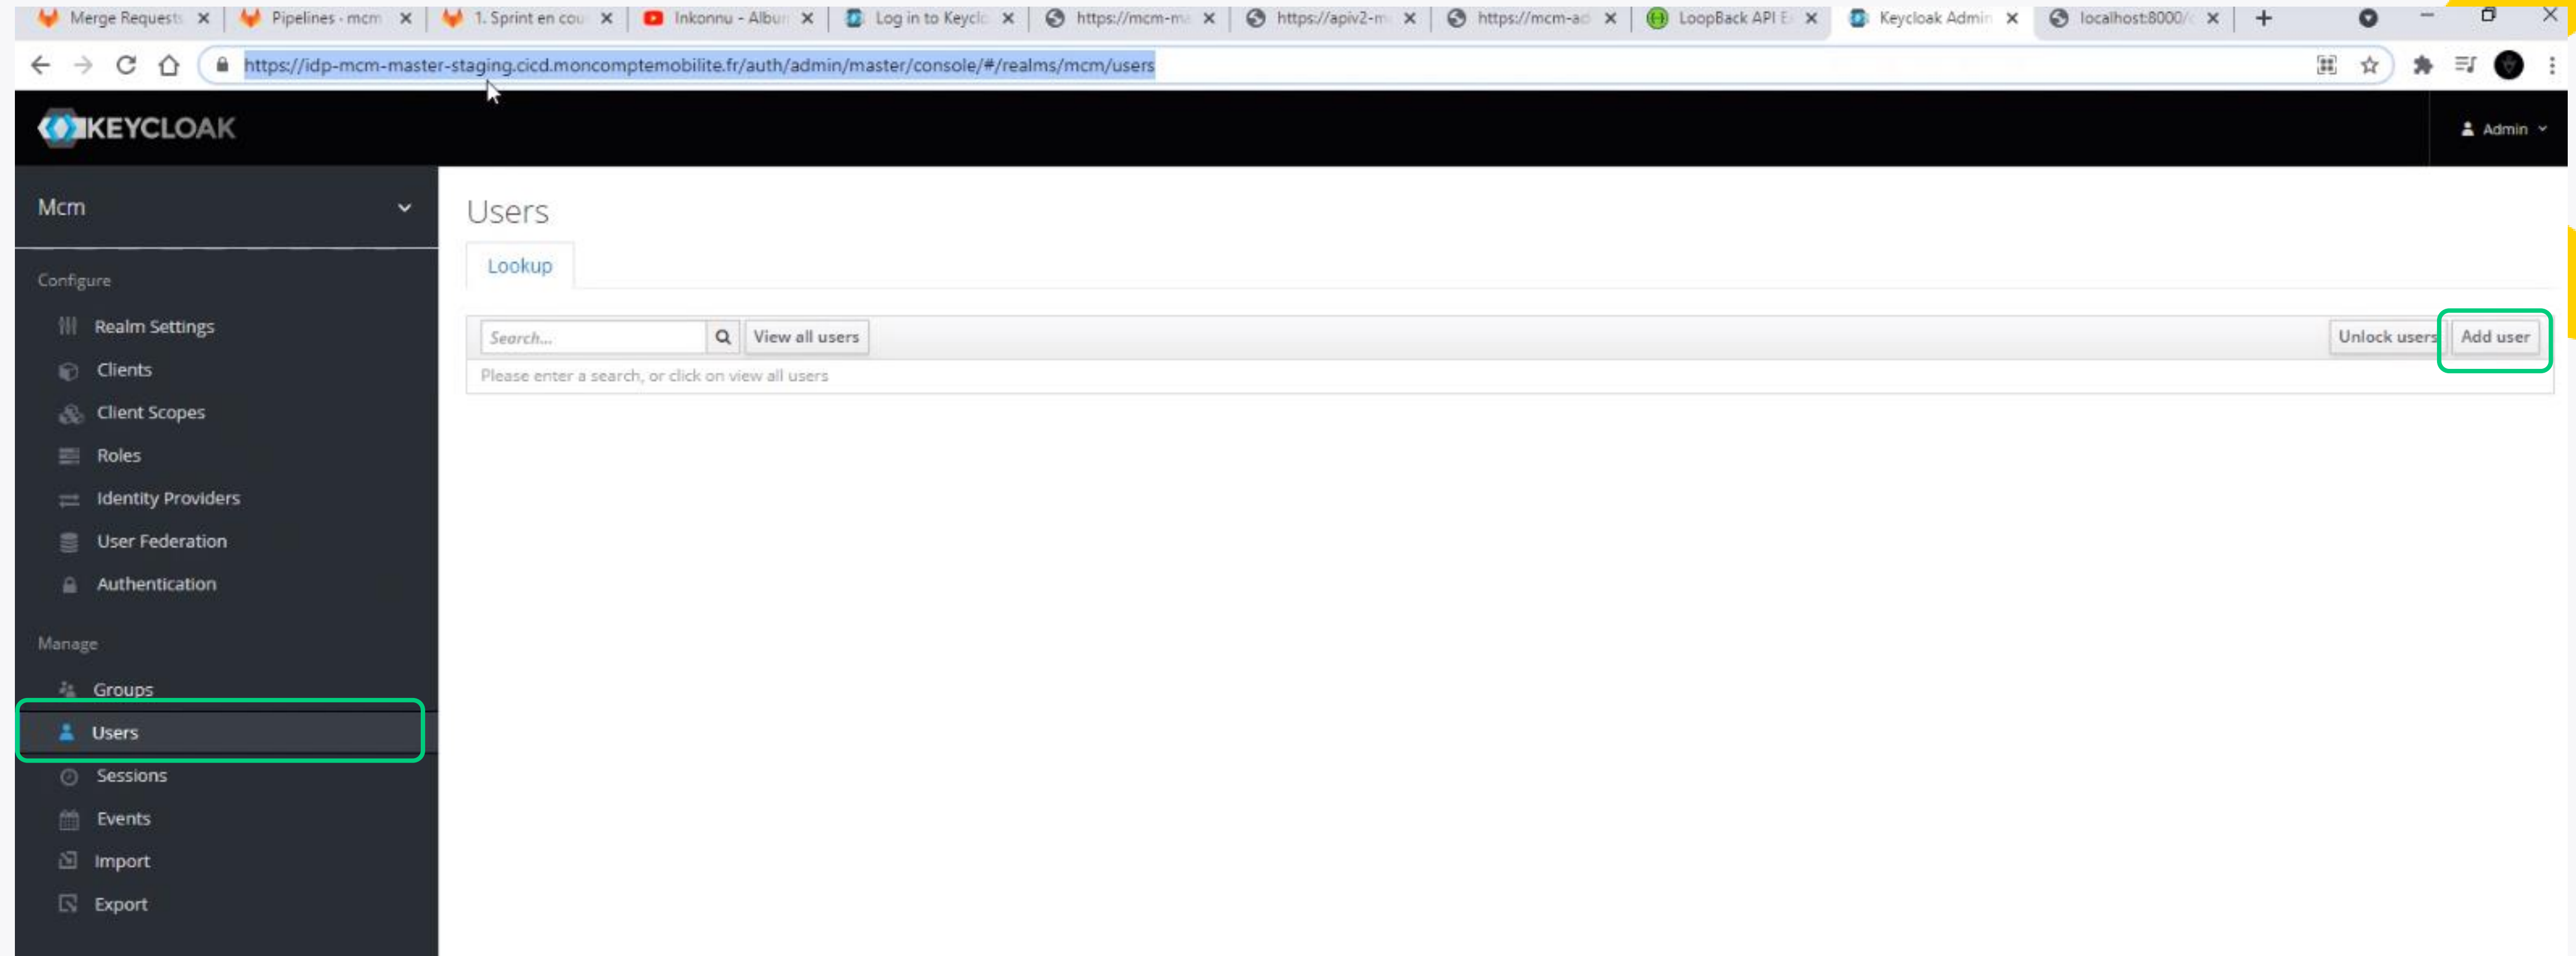 Merge Requests Pipelines · mcm 1. Sprint en cou Inkonnu - Albu Log in to Keyclo https://mcm-ma https://apiv2-m https://mcm-ad LoopBack API E Keycloak Admin localhost:8000/
https://idp-mcm-master-staging.cicd.moncomptemobilite.fr/auth/admin/master/console/#/realms/mcm/users
KEYCLOAK
Admin
Mcm
Configure
Realm Settings
Clients
Client Scopes
Roles
Identity Providers
User Federation
Authentication
Manage
Groups
Users
Sessions
Events
Import
Export
Users
Lookup
Search... View all users Unlock users Add user
Please enter a search, or click on view all users